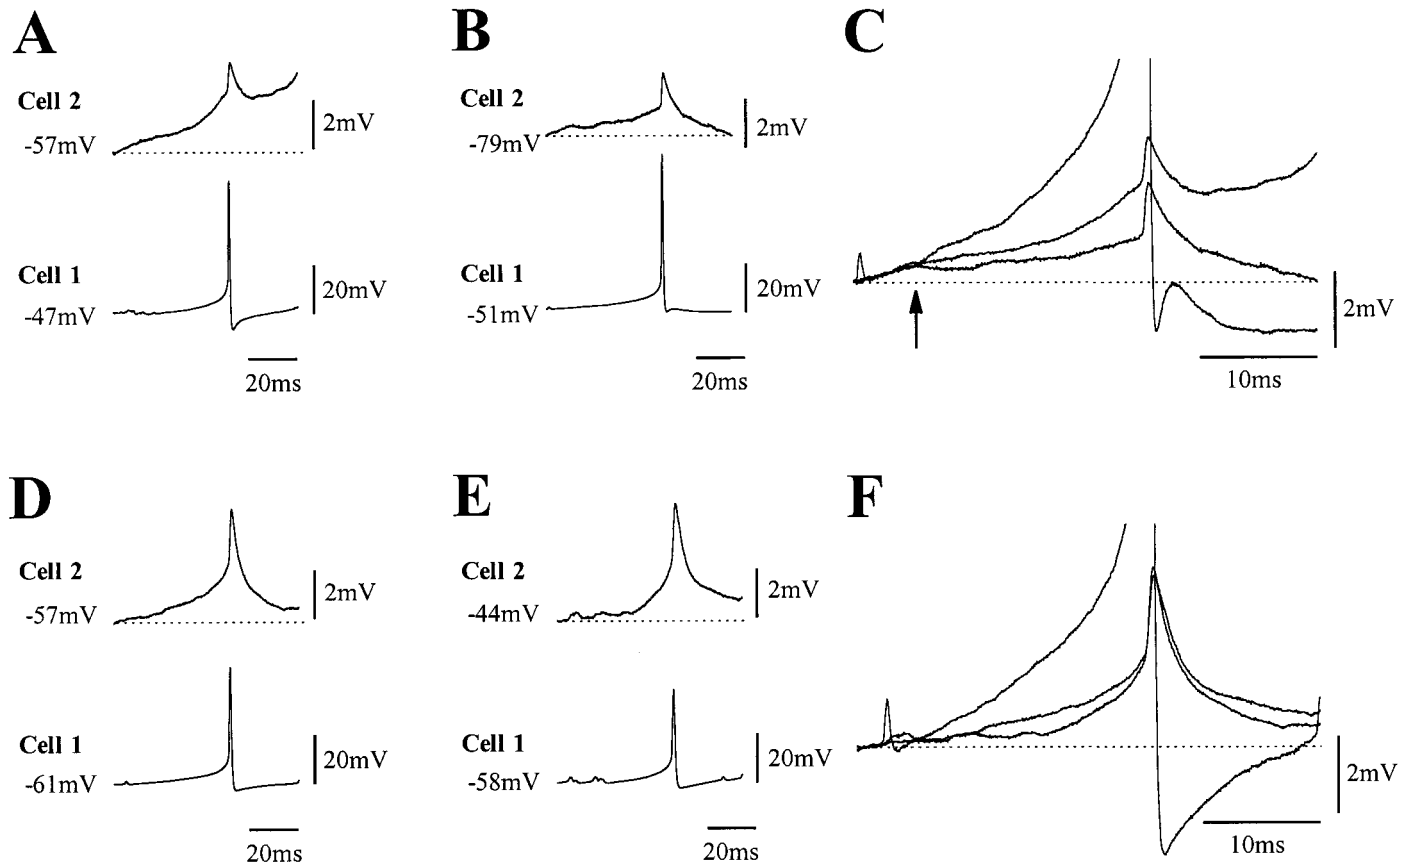 A
B
C
Cell 2
-57mV
2mV
Cell 1
-47mV
20mV
20ms
Cell 2
-79mV
2mV
Cell 1
-51mV
20mV
20ms
2mV
10ms
D
E
F
Cell 2
-57mV
2mV
Cell 1
-61mV
20mV
20ms
Cell 2
-44mV
2mV
Cell 1
-58mV
20mV
20ms
2mV
10ms